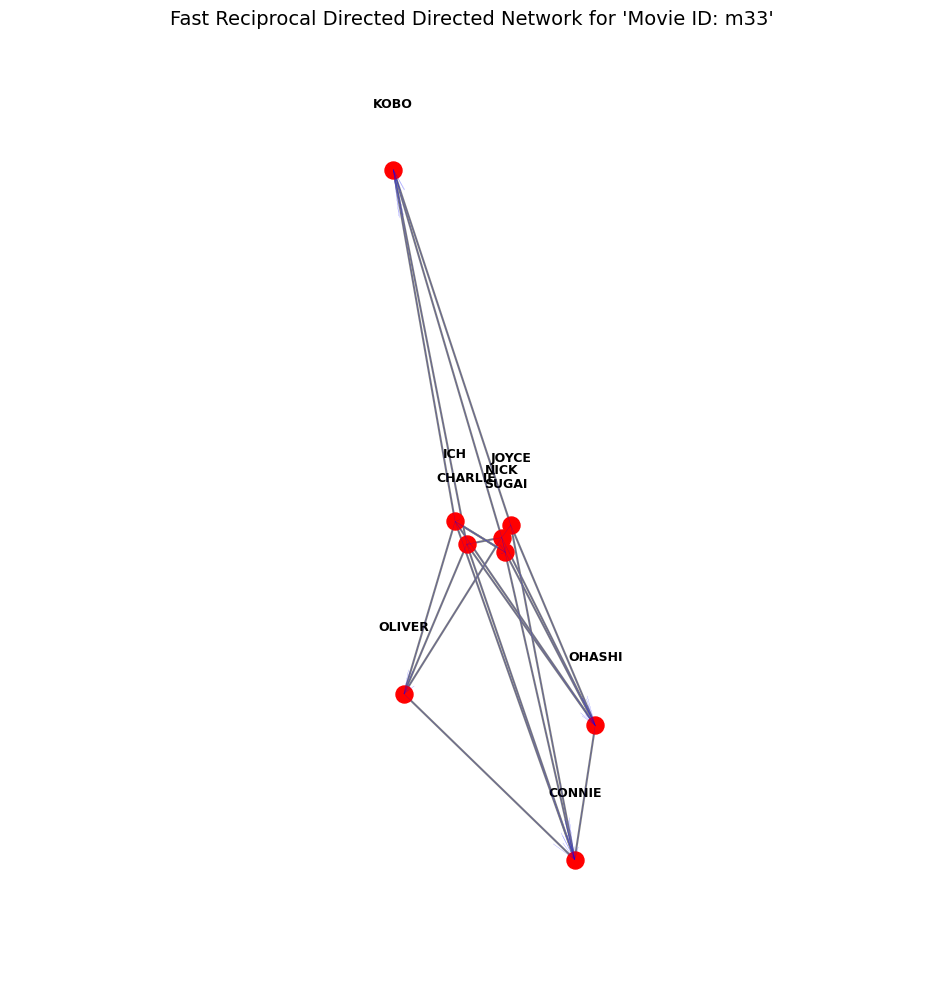 Fast Reciprocal Directed Directed Network for 'Movie ID: m33'
KOBO
ICH
JOYCE
NICK
CHARLIE
SUGAI
OLIVER
OHASHI
CONNIE